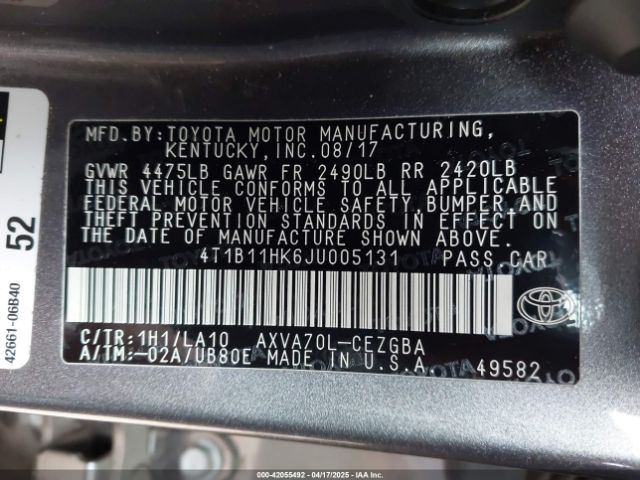 MFD.BY:TOYOTA MOTOR MANUFACTURING,
KENTUCKY, INC.08/17
GVWR 4475LB GAWR FR 2490LB RR 2420LB
THIS VEHICLE CONFORMS TO ALL APPLICABLE
FEDERAL MOTOR VEHICLE SAFETY, BUMPER AND
THEFT PREVENTION STANDARDS IN EFFECT ON
THE DATE OF MANUFACTURE SHOWN ABOVE.
4T1B11HK6JU005131 PASS.CAR
TOYOTA
C/TR:1H1/LA10 AXVA70L-CEZGBA
A/TM:-02A/UB80E MADE IN U.S.A. 49582
52
42661-06B40
000-42055492 - 04/17/2025 - IAA Inc.